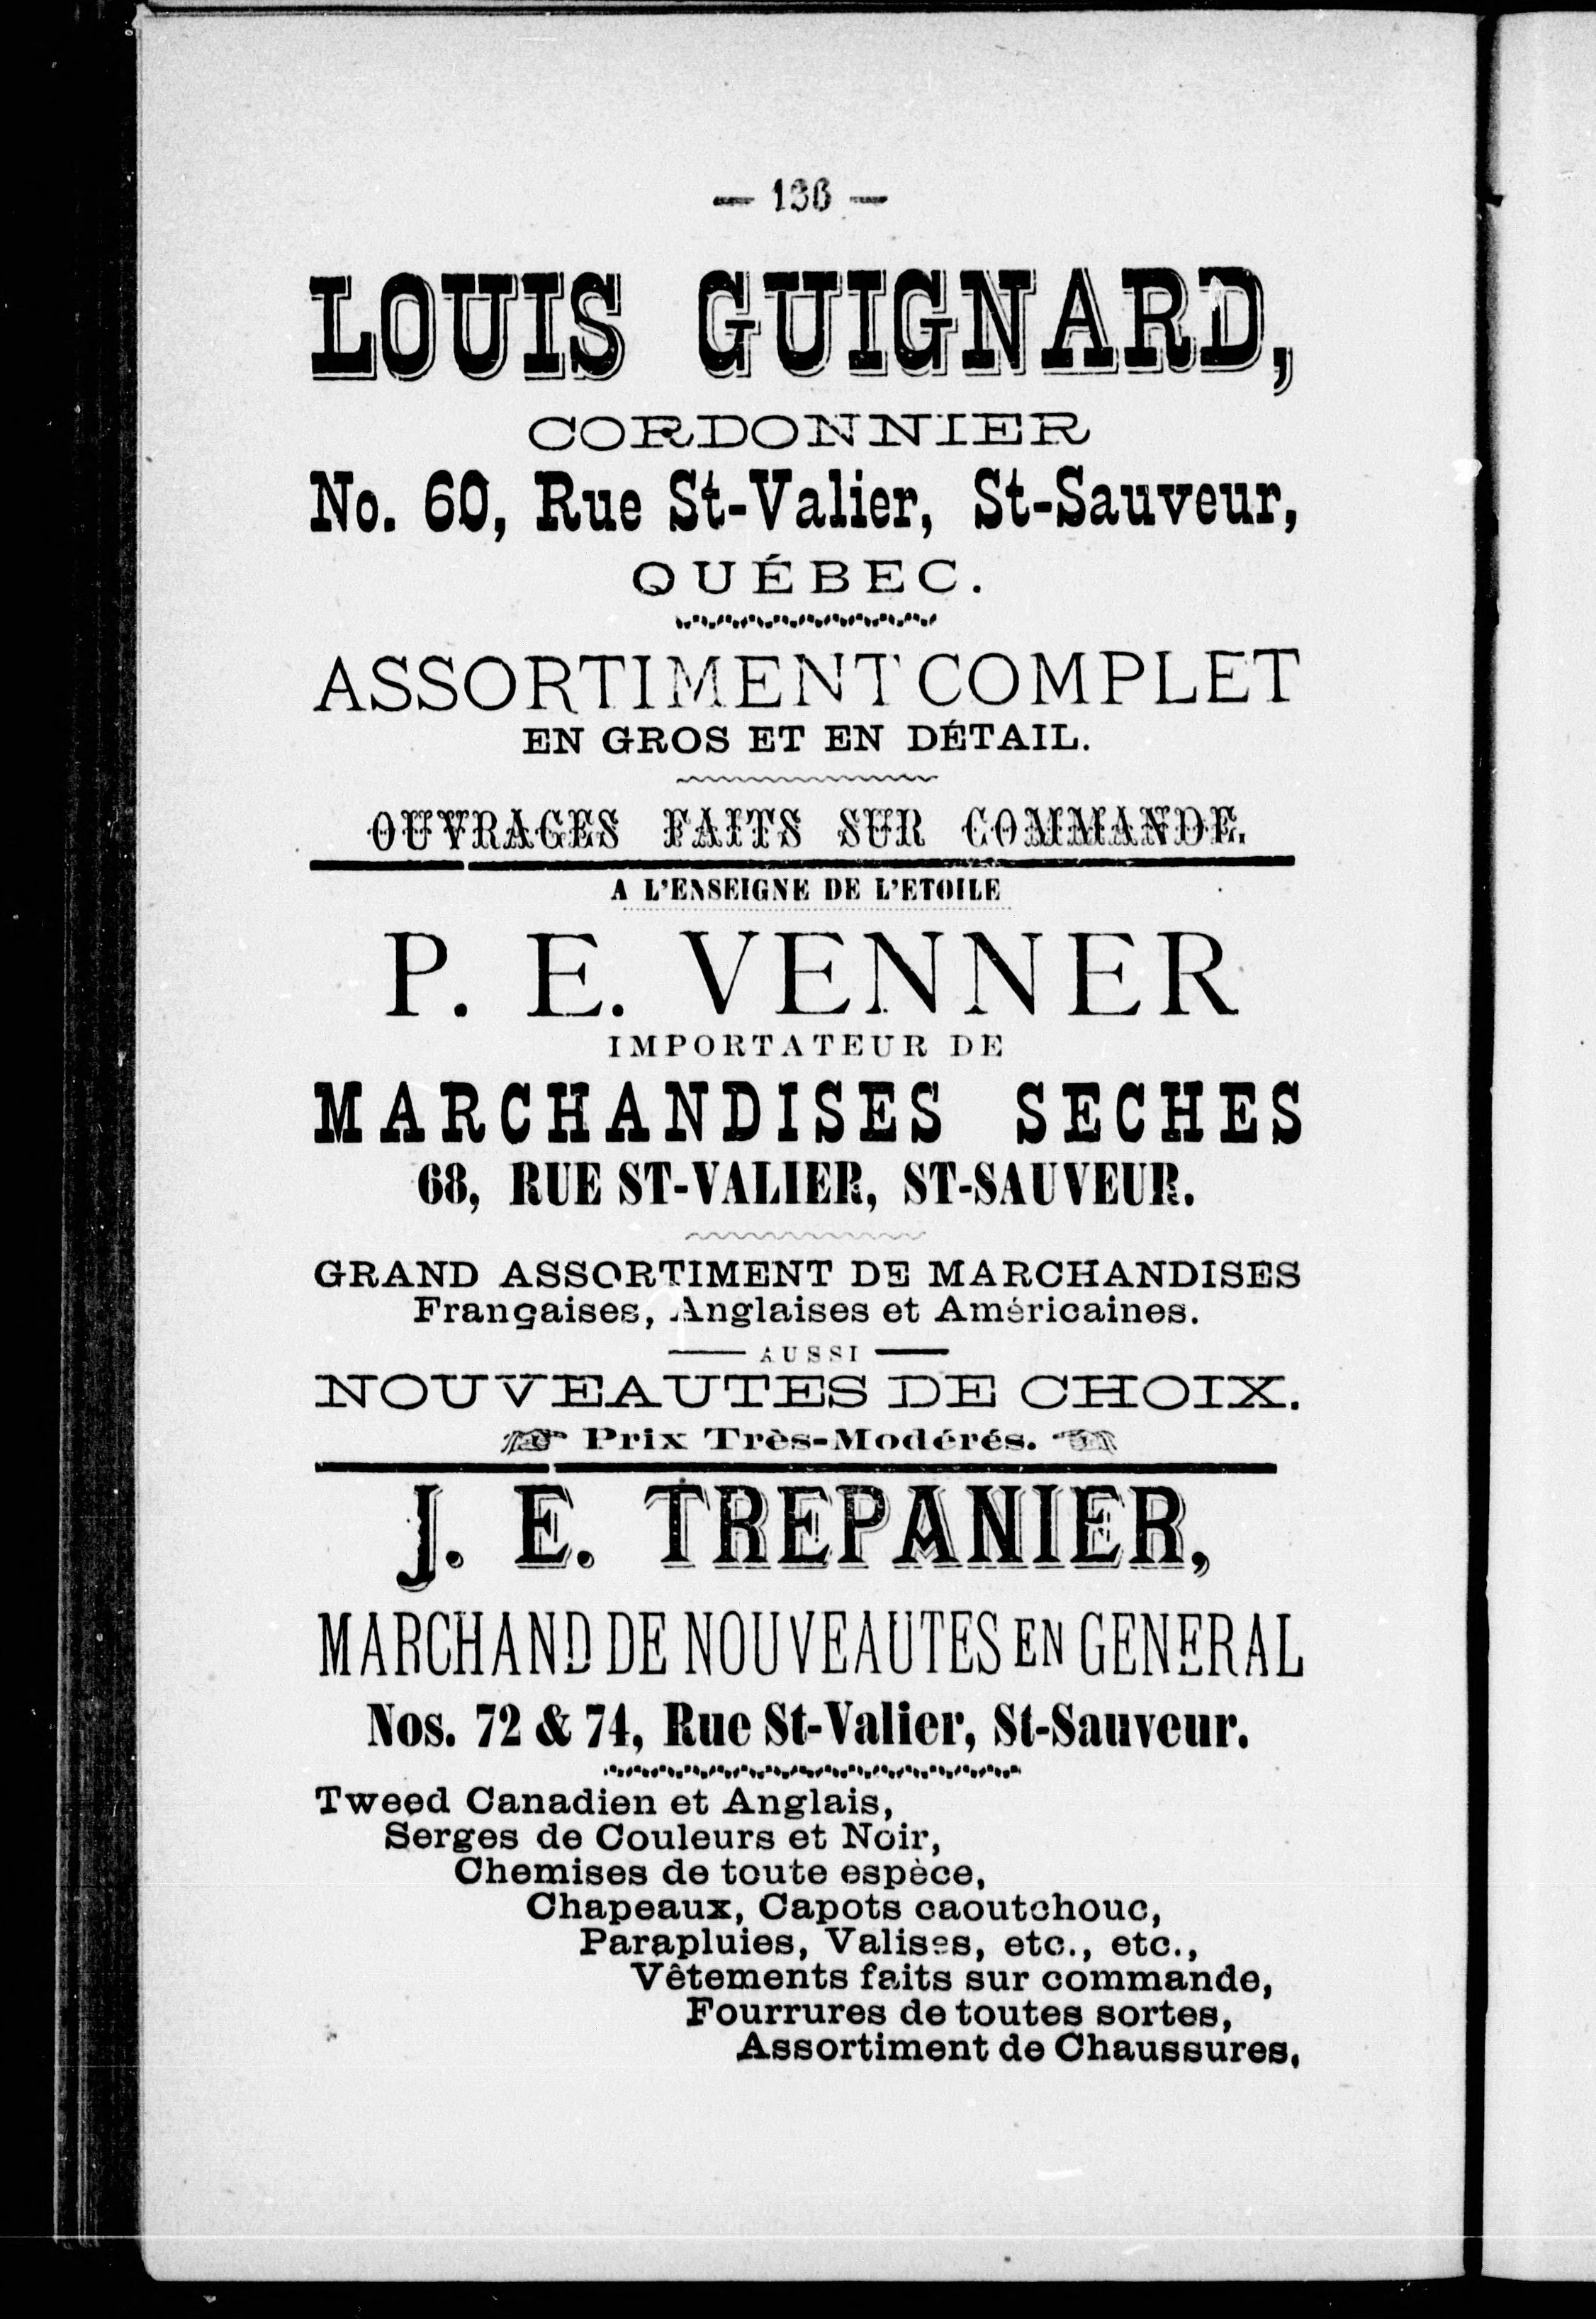 — 136 —
LOUIS GUIGNARD,
CORDONNIER
No. 60, Rue St-Valier, St-Sauveur,
QUÉBEC.
ASSORTIMENT COMPLET
EN GROS ET EN DÉTAIL.
OUVRAGES FAITS SUR COMMANDE.
A L'ENSEIGNE DE L'ETOILE
P. E. VENNER
IMPORTATEUR DE
MARCHANDISES SECHES
68, RUE ST-VALIER, ST-SAUVEUR.
GRAND ASSORTIMENT DE MARCHANDISES
Françaises, Anglaises et Américaines.
— AUSSI —
NOUVEAUTES DE CHOIX.
☞ Prix Très-Modérés. ☜
J. E. TREPANIER,
MARCHAND DE NOUVEAUTES EN GENERAL
Nos. 72 & 74, Rue St-Valier, St-Sauveur.
Tweed Canadien et Anglais,
Serges de Couleurs et Noir,
Chemises de toute espèce,
Chapeaux, Capots caoutchouc,
Parapluies, Valises, etc., etc.,
Vêtements faits sur commande,
Fourrures de toutes sortes,
Assortiment de Chaussures,